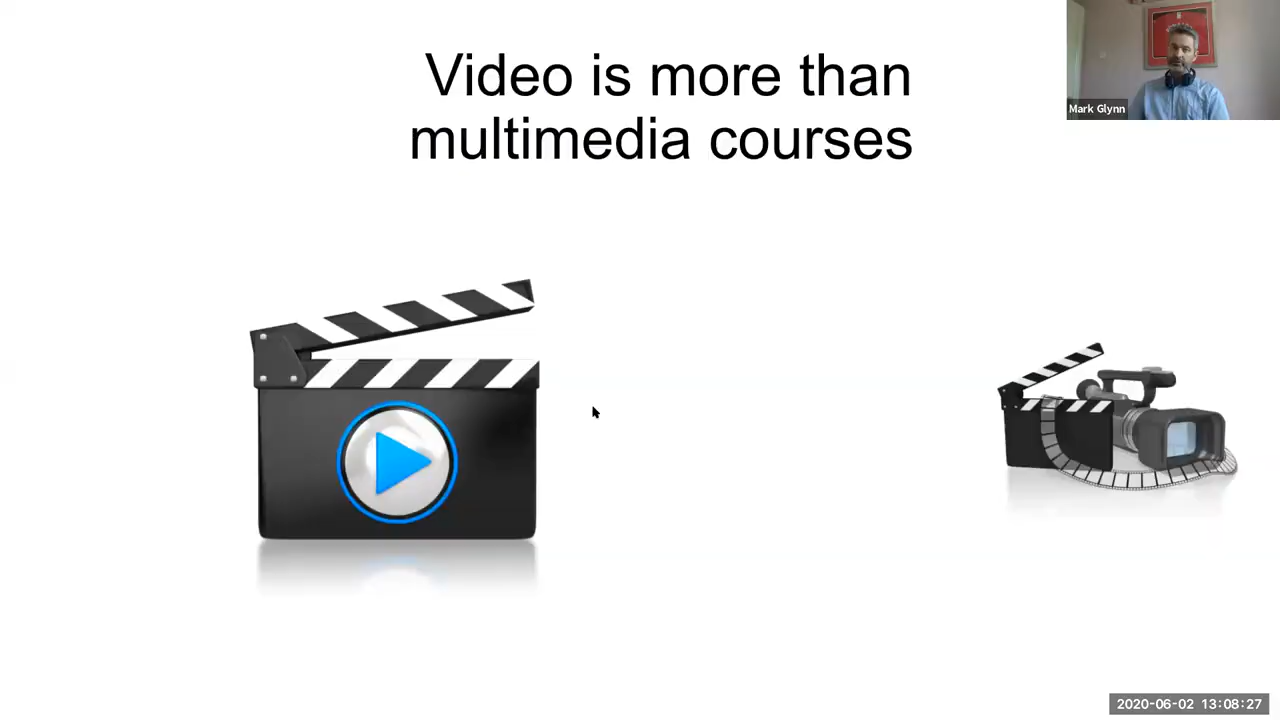 Video is more than
multimedia courses
Mark Glynn
2020-06-02 13:08:27